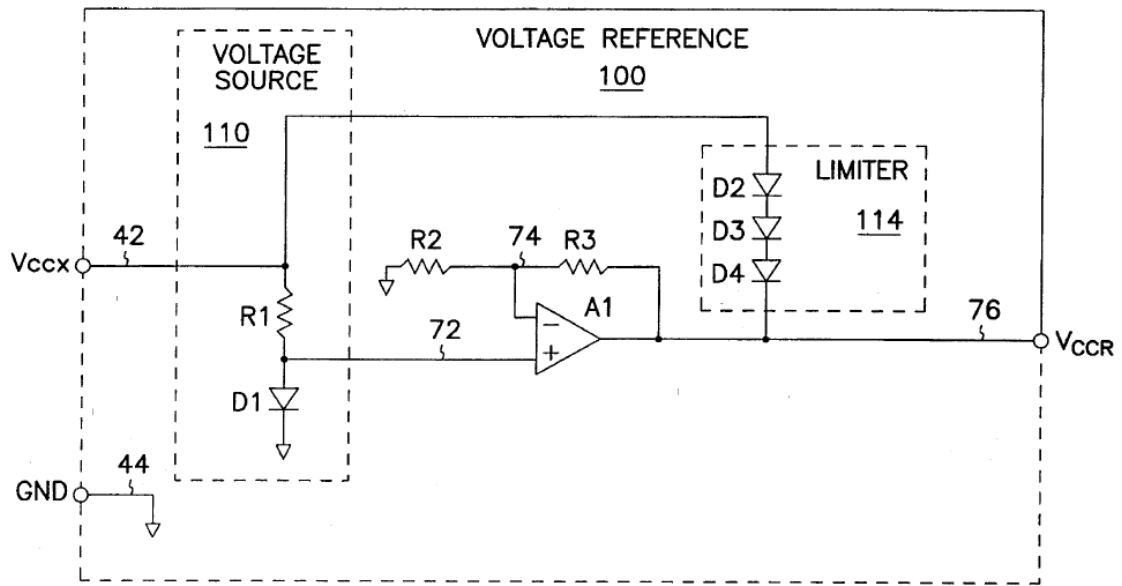 VOLTAGE REFERENCE
100
VOLTAGE
SOURCE
110
LIMITER
114
D2
D3
D4
42
VCCX
R2
74
R3
R1
A1
72
76
VCCR
D1
44
GND